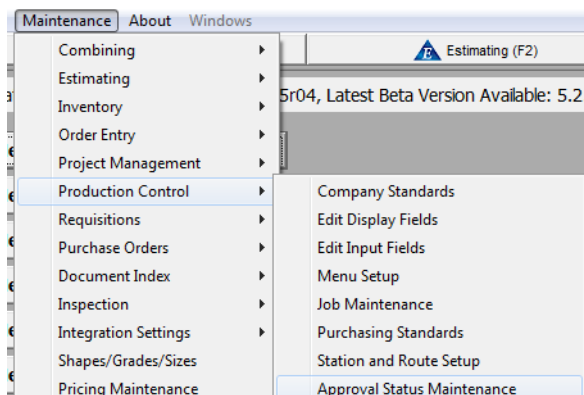 Maintenance About Windows
Estimating (F2)
5r04, Latest Beta Version Available: 5.2
Combining
Estimating
Inventory
Order Entry
Project Management
Production Control
Requisitions
Purchase Orders
Document Index
Inspection
Integration Settings
Shapes/Grades/Sizes
Pricing Maintenance
Company Standards
Edit Display Fields
Edit Input Fields
Menu Setup
Job Maintenance
Purchasing Standards
Station and Route Setup
Approval Status Maintenance